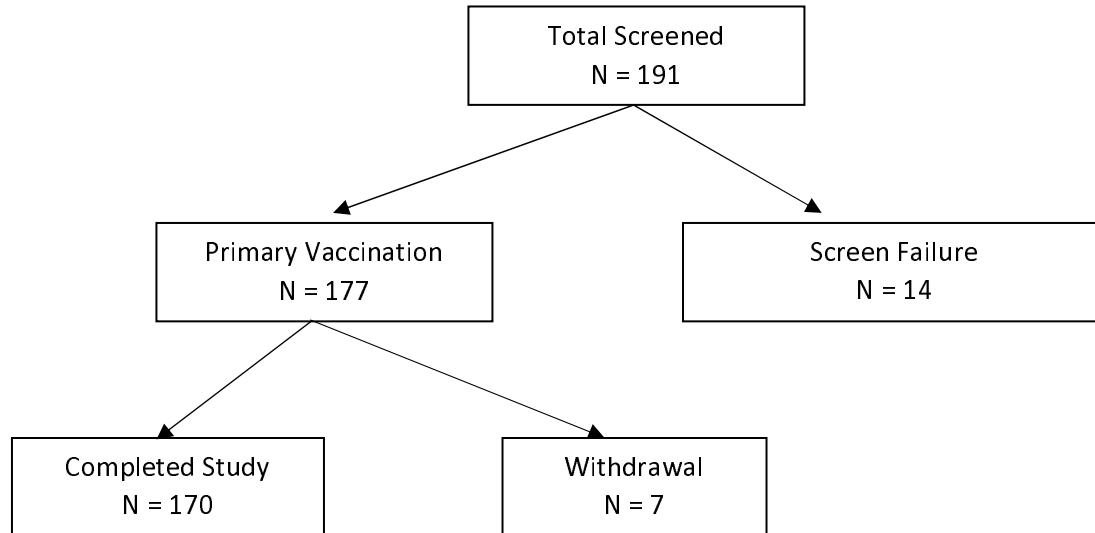 Total Screened
N = 191
Primary Vaccination
N = 177
Screen Failure
N = 14
Completed Study
N = 170
Withdrawal
N = 7